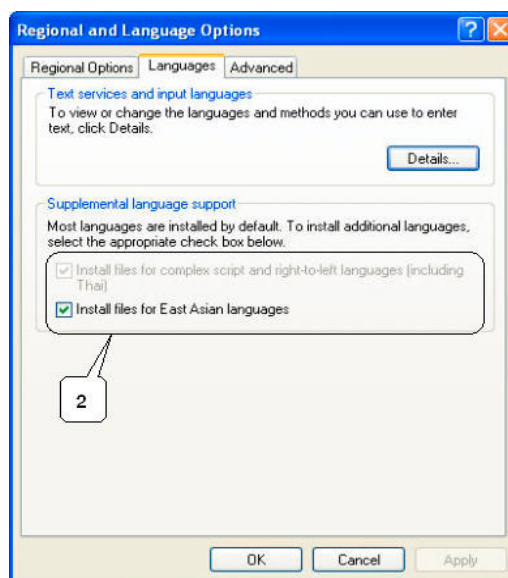 Regional and Language Options
Regional Options Languages Advanced
Text services and input languages
To view or change the languages and methods you can use to enter
text, click Details.
Details...
Supplemental language support
Most languages are installed by default. To install additional languages,
select the appropriate check box below.
Install files for complex script and right-to-left languages (including
Thai)
Install files for East Asian languages
2
OK Cancel Apply